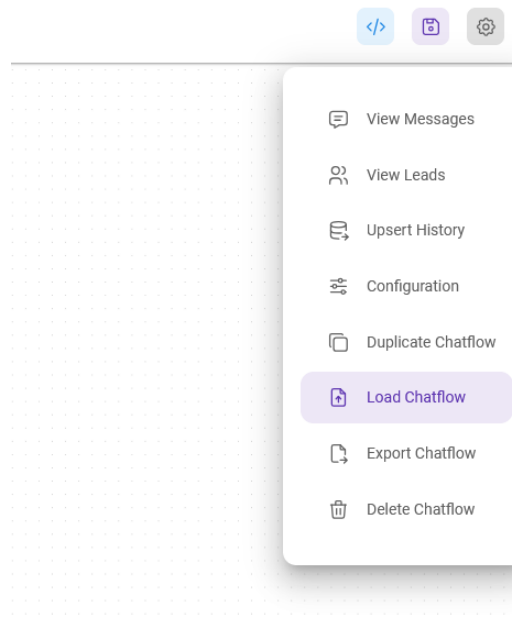 View Messages
View Leads
Upsert History
Configuration
Duplicate Chatflow
Load Chatflow
Export Chatflow
Delete Chatflow